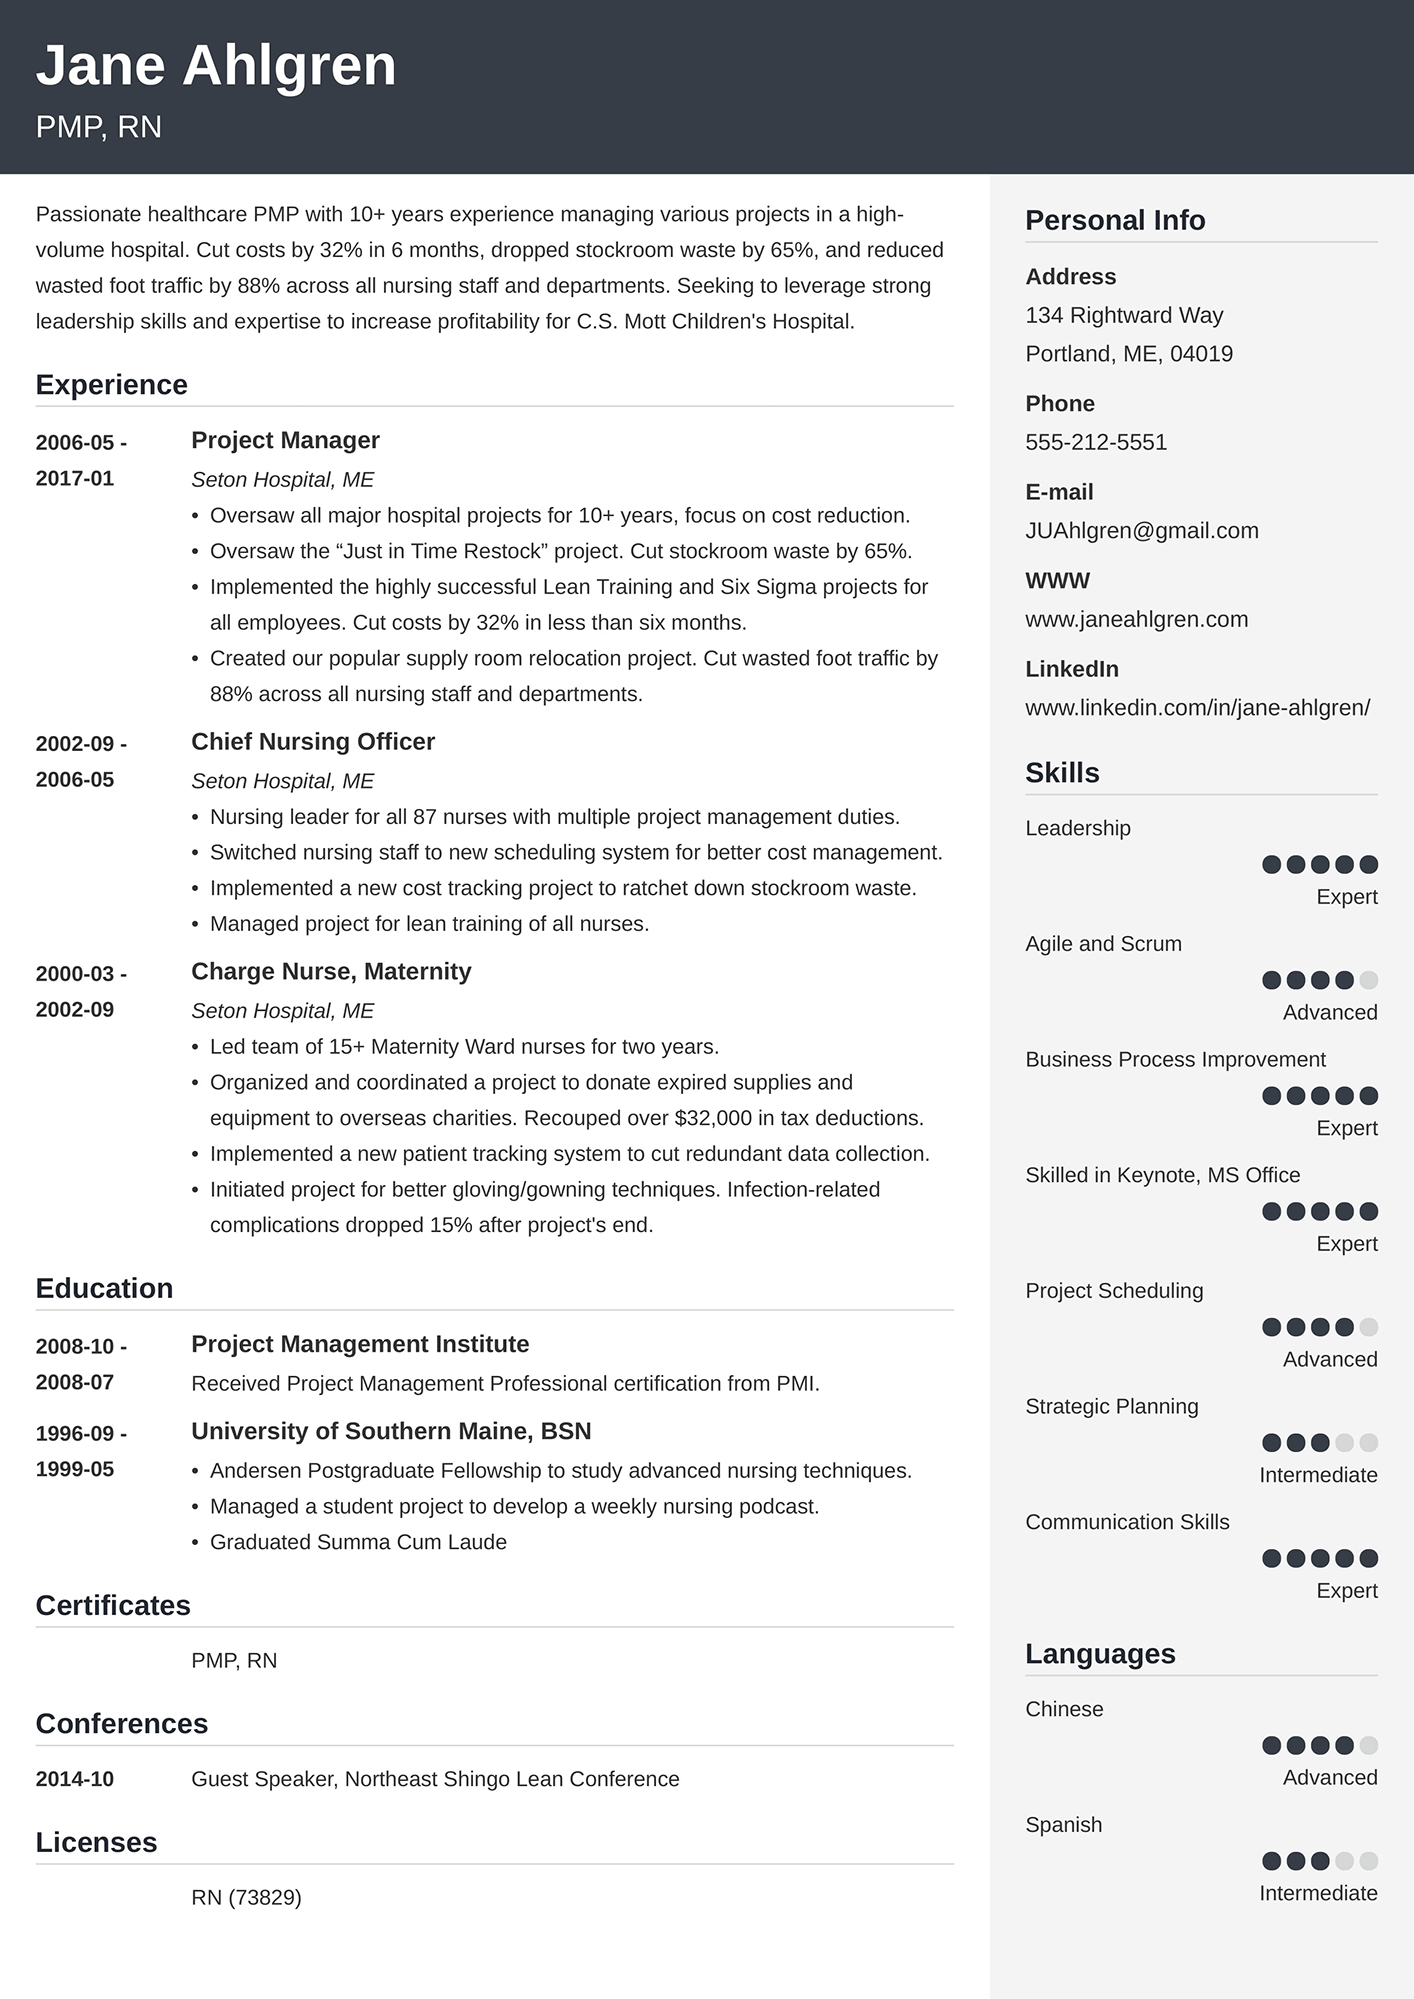 Jane Ahlgren
PMP, RN
Passionate healthcare PMP with 10+ years experience managing various projects in a high-
volume hospital. Cut costs by 32% in 6 months, dropped stockroom waste by 65%, and reduced
wasted foot traffic by 88% across all nursing staff and departments. Seeking to leverage strong
leadership skills and expertise to increase profitability for C.S. Mott Children's Hospital.
Experience
2006-05 -
2017-01
Project Manager
Seton Hospital, ME
• Oversaw all major hospital projects for 10+ years, focus on cost reduction.
• Oversaw the “Just in Time Restock” project. Cut stockroom waste by 65%.
• Implemented the highly successful Lean Training and Six Sigma projects for
all employees. Cut costs by 32% in less than six months.
• Created our popular supply room relocation project. Cut wasted foot traffic by
88% across all nursing staff and departments.
2002-09 -
2006-05
Chief Nursing Officer
Seton Hospital, ME
• Nursing leader for all 87 nurses with multiple project management duties.
• Switched nursing staff to new scheduling system for better cost management.
• Implemented a new cost tracking project to ratchet down stockroom waste.
• Managed project for lean training of all nurses.
2000-03 -
2002-09
Charge Nurse, Maternity
Seton Hospital, ME
• Led team of 15+ Maternity Ward nurses for two years.
• Organized and coordinated a project to donate expired supplies and
equipment to overseas charities. Recouped over $32,000 in tax deductions.
• Implemented a new patient tracking system to cut redundant data collection.
• Initiated project for better gloving/gowning techniques. Infection-related
complications dropped 15% after project's end.
Education
2008-10 -
2008-07
Project Management Institute
Received Project Management Professional certification from PMI.
1996-09 -
1999-05
University of Southern Maine, BSN
• Andersen Postgraduate Fellowship to study advanced nursing techniques.
• Managed a student project to develop a weekly nursing podcast.
• Graduated Summa Cum Laude
Certificates
PMP, RN
Conferences
2014-10
Guest Speaker, Northeast Shingo Lean Conference
Licenses
RN (73829)
Personal Info
Address
134 Rightward Way
Portland, ME, 04019
Phone
555-212-5551
E-mail
JUAhlgren@gmail.com
WWW
www.janeahlgren.com
LinkedIn
www.linkedin.com/in/jane-ahlgren/
Skills
Leadership
Expert
Agile and Scrum
Advanced
Business Process Improvement
Expert
Skilled in Keynote, MS Office
Expert
Project Scheduling
Advanced
Strategic Planning
Intermediate
Communication Skills
Expert
Languages
Chinese
Advanced
Spanish
Intermediate